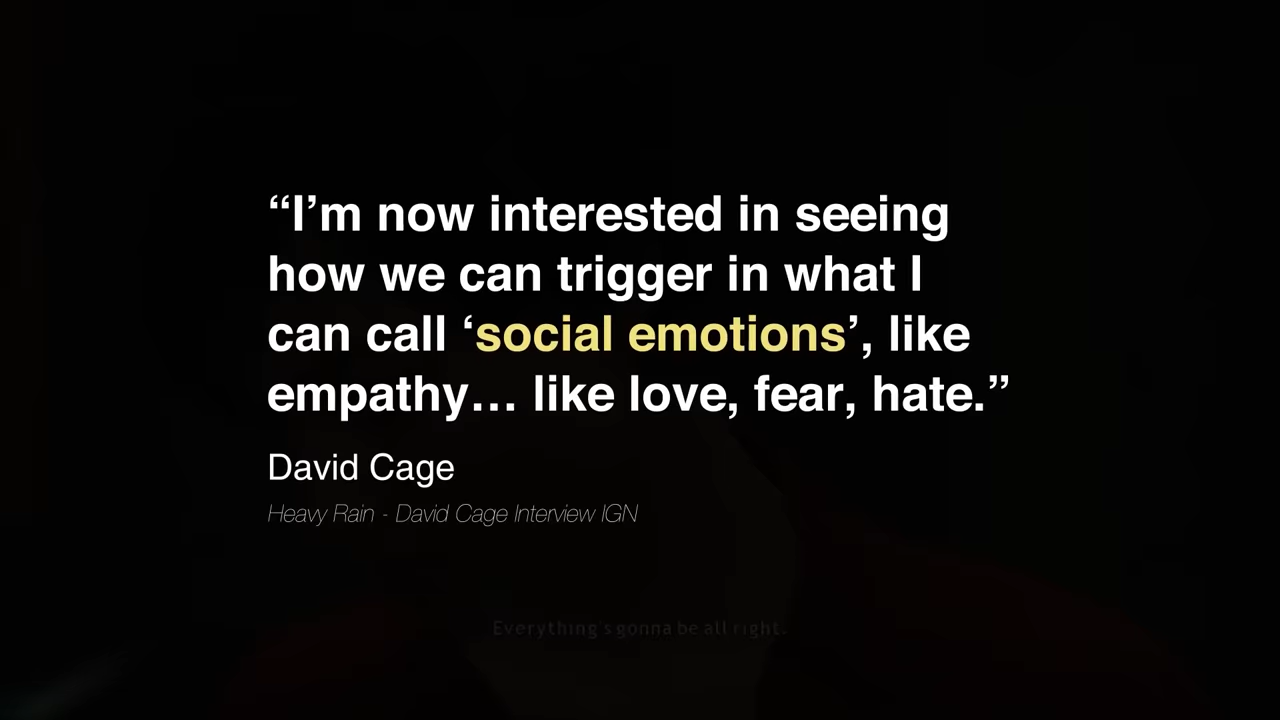 “I’m now interested in seeing
how we can trigger in what I
can call ‘social emotions’, like
empathy… like love, fear, hate.”
David Cage
Heavy Rain - David Cage Interview IGN
Everything's gonna be all right.